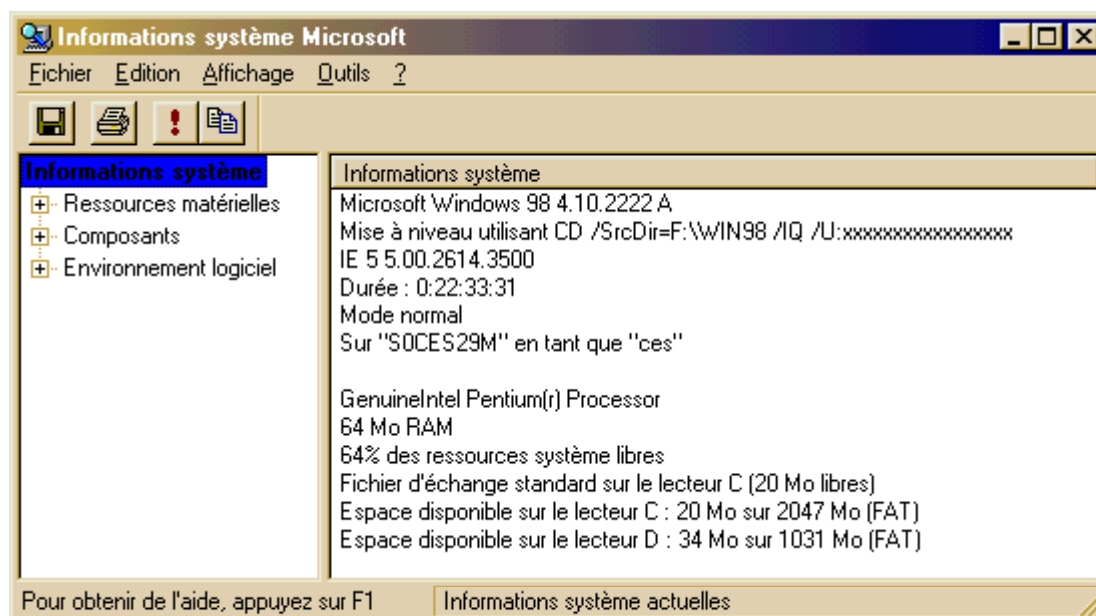 Informations système Microsoft
Fichier Edition Affichage Outils ?
Informations système
Ressources matérielles
Composants
Environnement logiciel
Informations système
Microsoft Windows 98 4.10.2222 A
Mise à niveau utilisant CD /SrcDir=F:\WIN98 /IQ /U:xxxxxxxxxxxxxxxxx
IE 5 5.00.2614.3500
Durée : 0:22:33:31
Mode normal
Sur "S0CES29M" en tant que "ces"
GenuineIntel Pentium(r) Processor
64 Mo RAM
64% des ressources système libres
Fichier d'échange standard sur le lecteur C (20 Mo libres)
Espace disponible sur le lecteur C : 20 Mo sur 2047 Mo (FAT)
Espace disponible sur le lecteur D : 34 Mo sur 1031 Mo (FAT)
Pour obtenir de l'aide, appuyez sur F1
Informations système actuelles